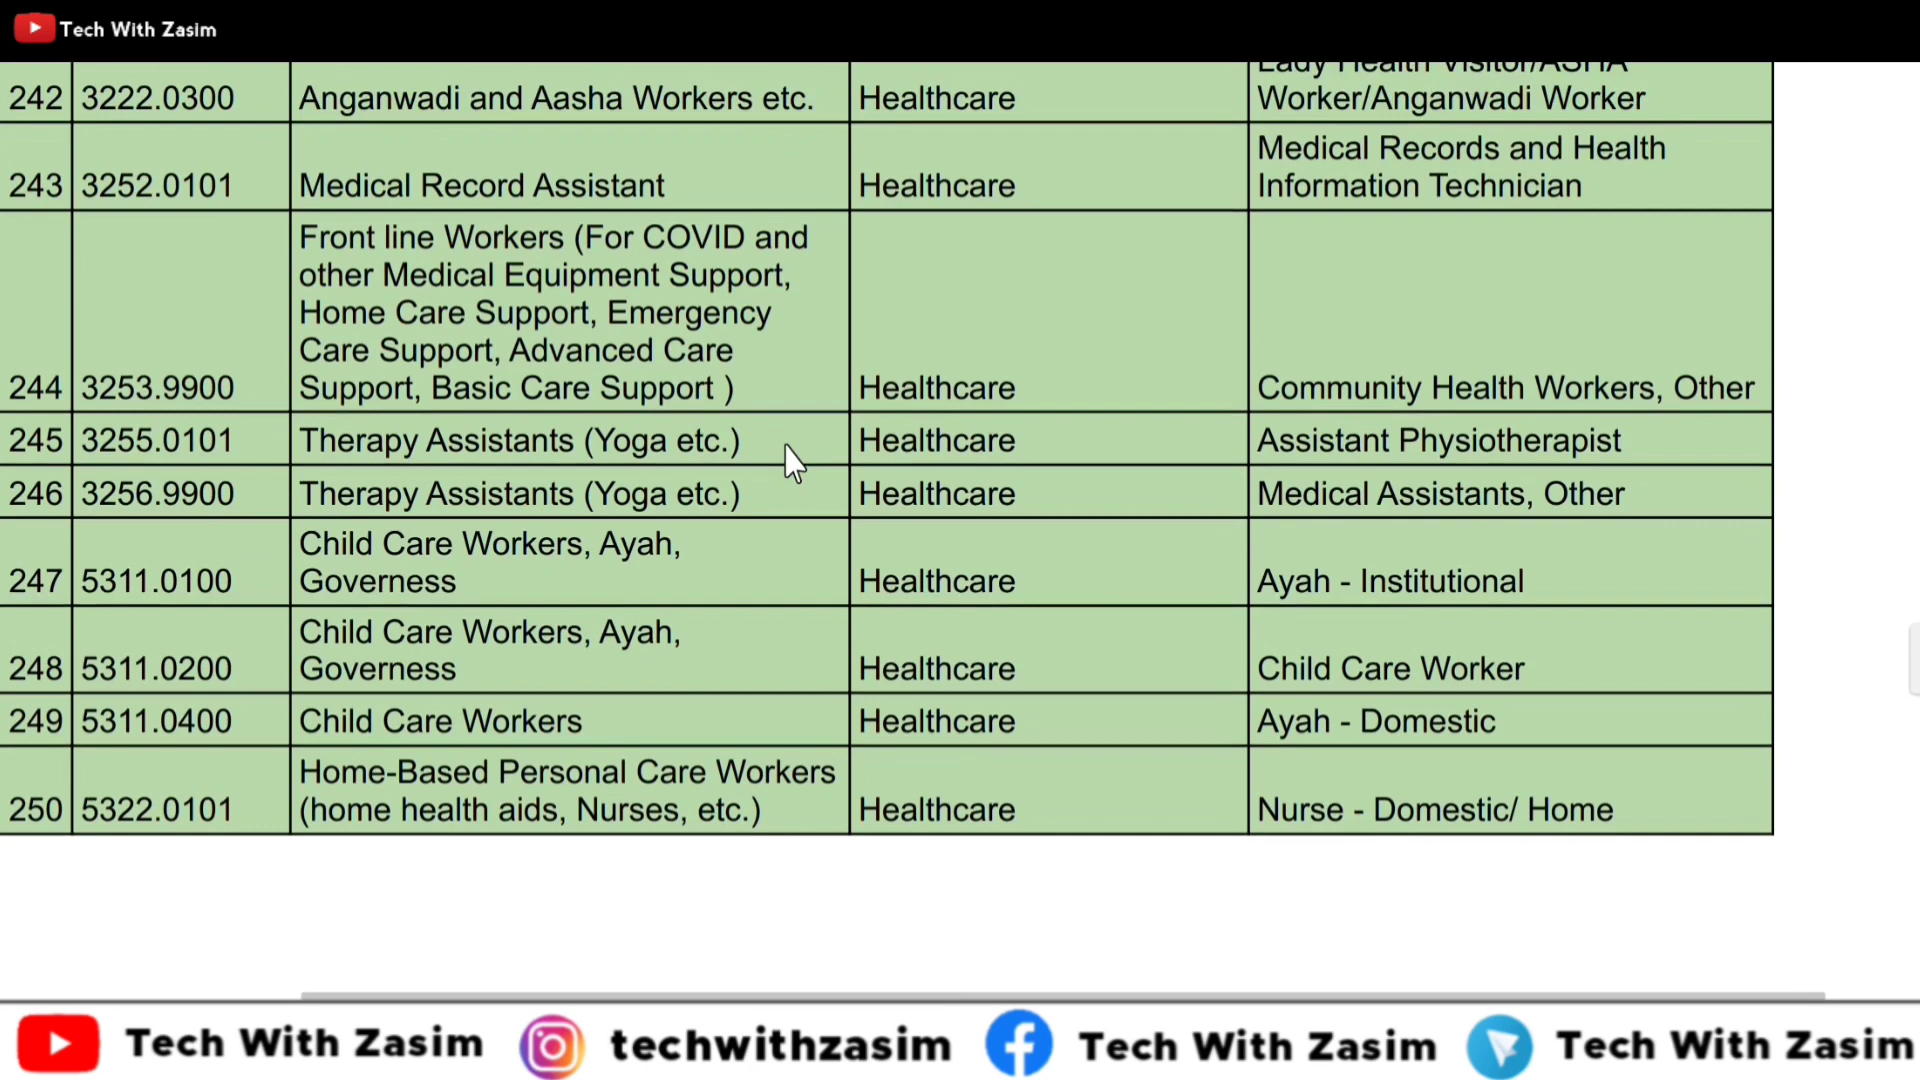 Tech With Zasim
Lady Health Visitor/ASHA
242 3222.0300 Anganwadi and Aasha Workers etc. Healthcare Worker/Anganwadi Worker
Medical Records and Health
243 3252.0101 Medical Record Assistant Healthcare Information Technician
Front line Workers (For COVID and
other Medical Equipment Support,
Home Care Support, Emergency
Care Support, Advanced Care
244 3253.9900 Support, Basic Care Support ) Healthcare Community Health Workers, Other
245 3255.0101 Therapy Assistants (Yoga etc.) Healthcare Assistant Physiotherapist
246 3256.9900 Therapy Assistants (Yoga etc.) Healthcare Medical Assistants, Other
Child Care Workers, Ayah,
247 5311.0100 Governess Healthcare Ayah - Institutional
Child Care Workers, Ayah,
248 5311.0200 Governess Healthcare Child Care Worker
249 5311.0400 Child Care Workers Healthcare Ayah - Domestic
Home-Based Personal Care Workers
250 5322.0101 (home health aids, Nurses, etc.) Healthcare Nurse - Domestic/ Home
Tech With Zasim techwithzasim Tech With Zasim Tech With Zasim